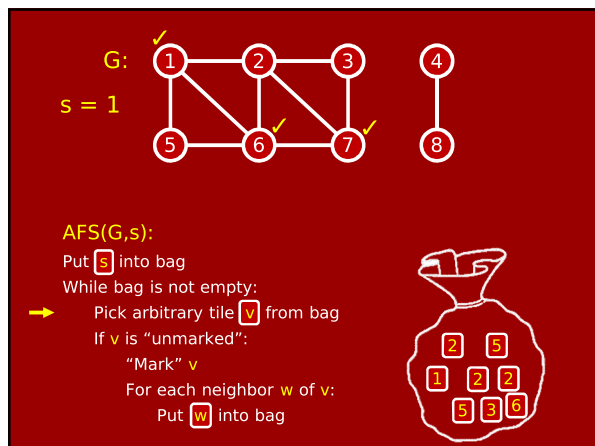 ✓
G: 1 2 3 4
s = 1
✓ ✓
5 6 7 8
AFS(G,s):
Put s into bag
While bag is not empty:
Pick arbitrary tile v from bag
If v is “unmarked”:
“Mark” v
For each neighbor w of v:
Put w into bag
2 5
1 2 2
5 3 6